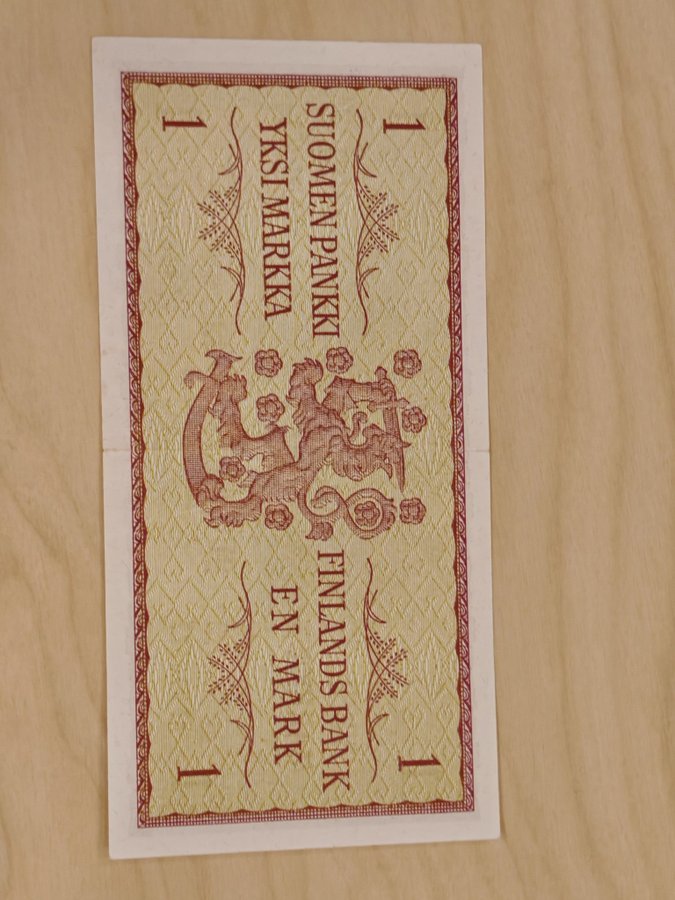 1 1
SUOMEN PANKKI
YKSI MARKKA
FINLANDS BANK
EN MARK
1 1